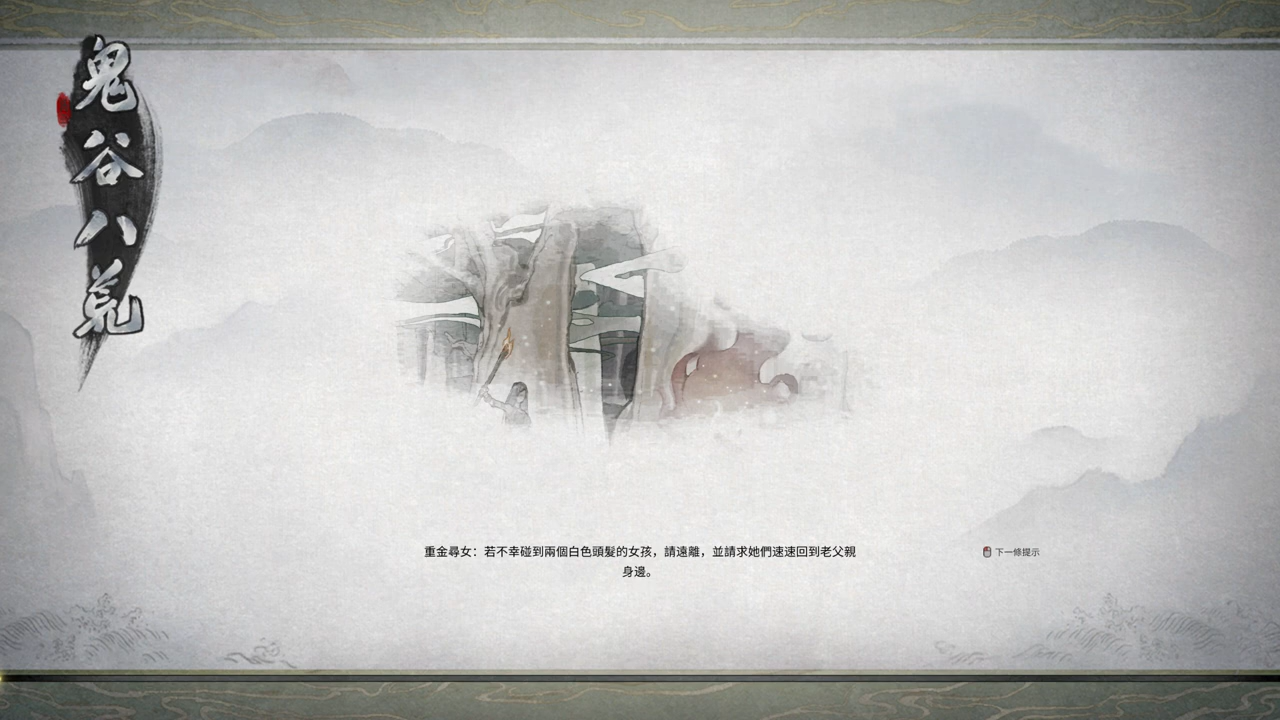 鬼谷八荒
重金尋女：若不幸碰到兩個白色頭髮的女孩，請遠離，並請求她們速速回到老父親
身邊。
下一條提示